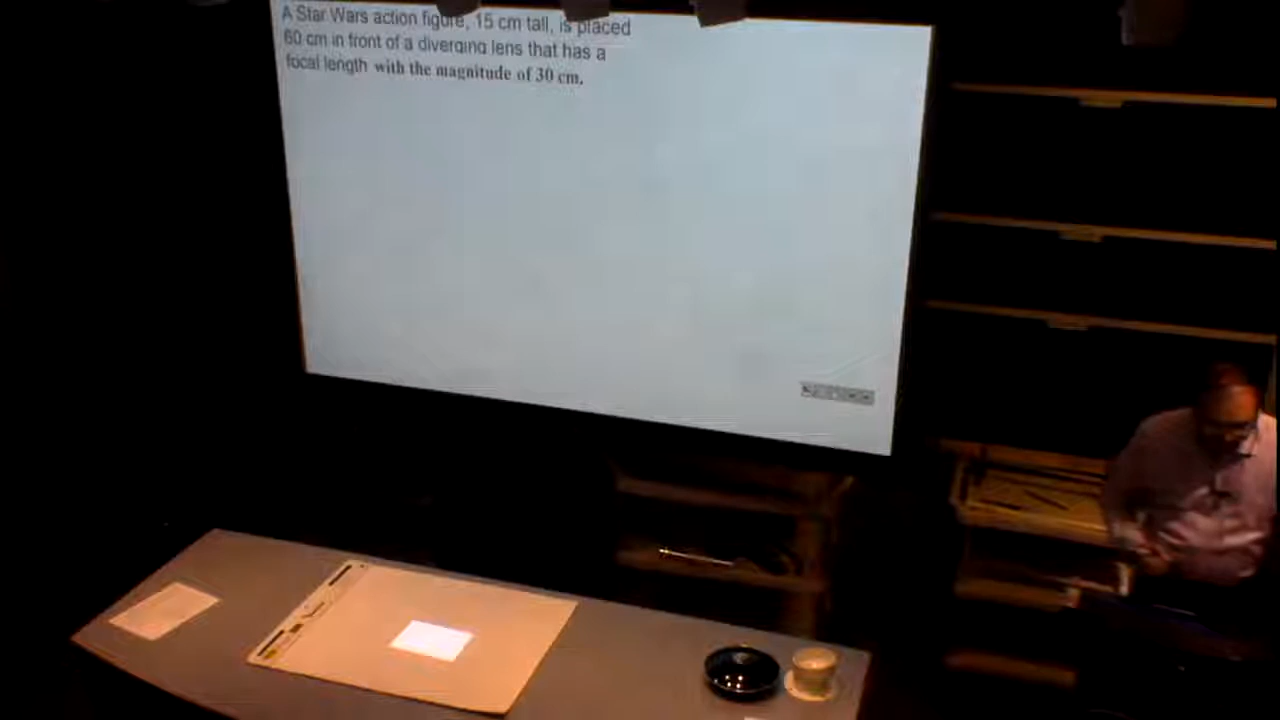 A Star Wars action figure, 15 cm tall, is placed
60 cm in front of a diverging lens that has a
focal length with the magnitude of 30 cm.